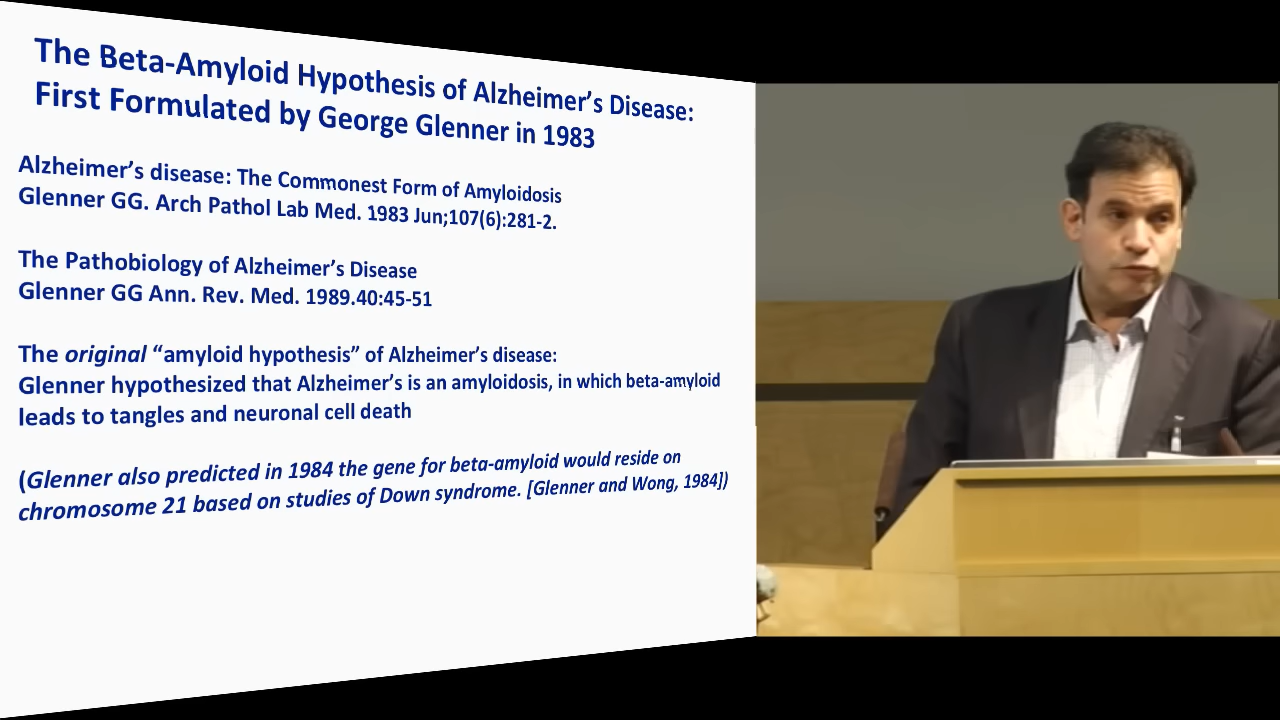 The Beta-Amyloid Hypothesis of Alzheimer’s Disease:
First Formulated by George Glenner in 1983
Alzheimer’s disease: The Commonest Form of Amyloidosis
Glenner GG. Arch Pathol Lab Med. 1983 Jun;107(6):281-2.
The Pathobiology of Alzheimer’s Disease
Glenner GG Ann. Rev. Med. 1989.40:45-51
The original “amyloid hypothesis” of Alzheimer’s disease:
Glenner hypothesized that Alzheimer’s is an amyloidosis, in which beta-amyloid
leads to tangles and neuronal cell death
(Glenner also predicted in 1984 the gene for beta-amyloid would reside on
chromosome 21 based on studies of Down syndrome. [Glenner and Wong, 1984])